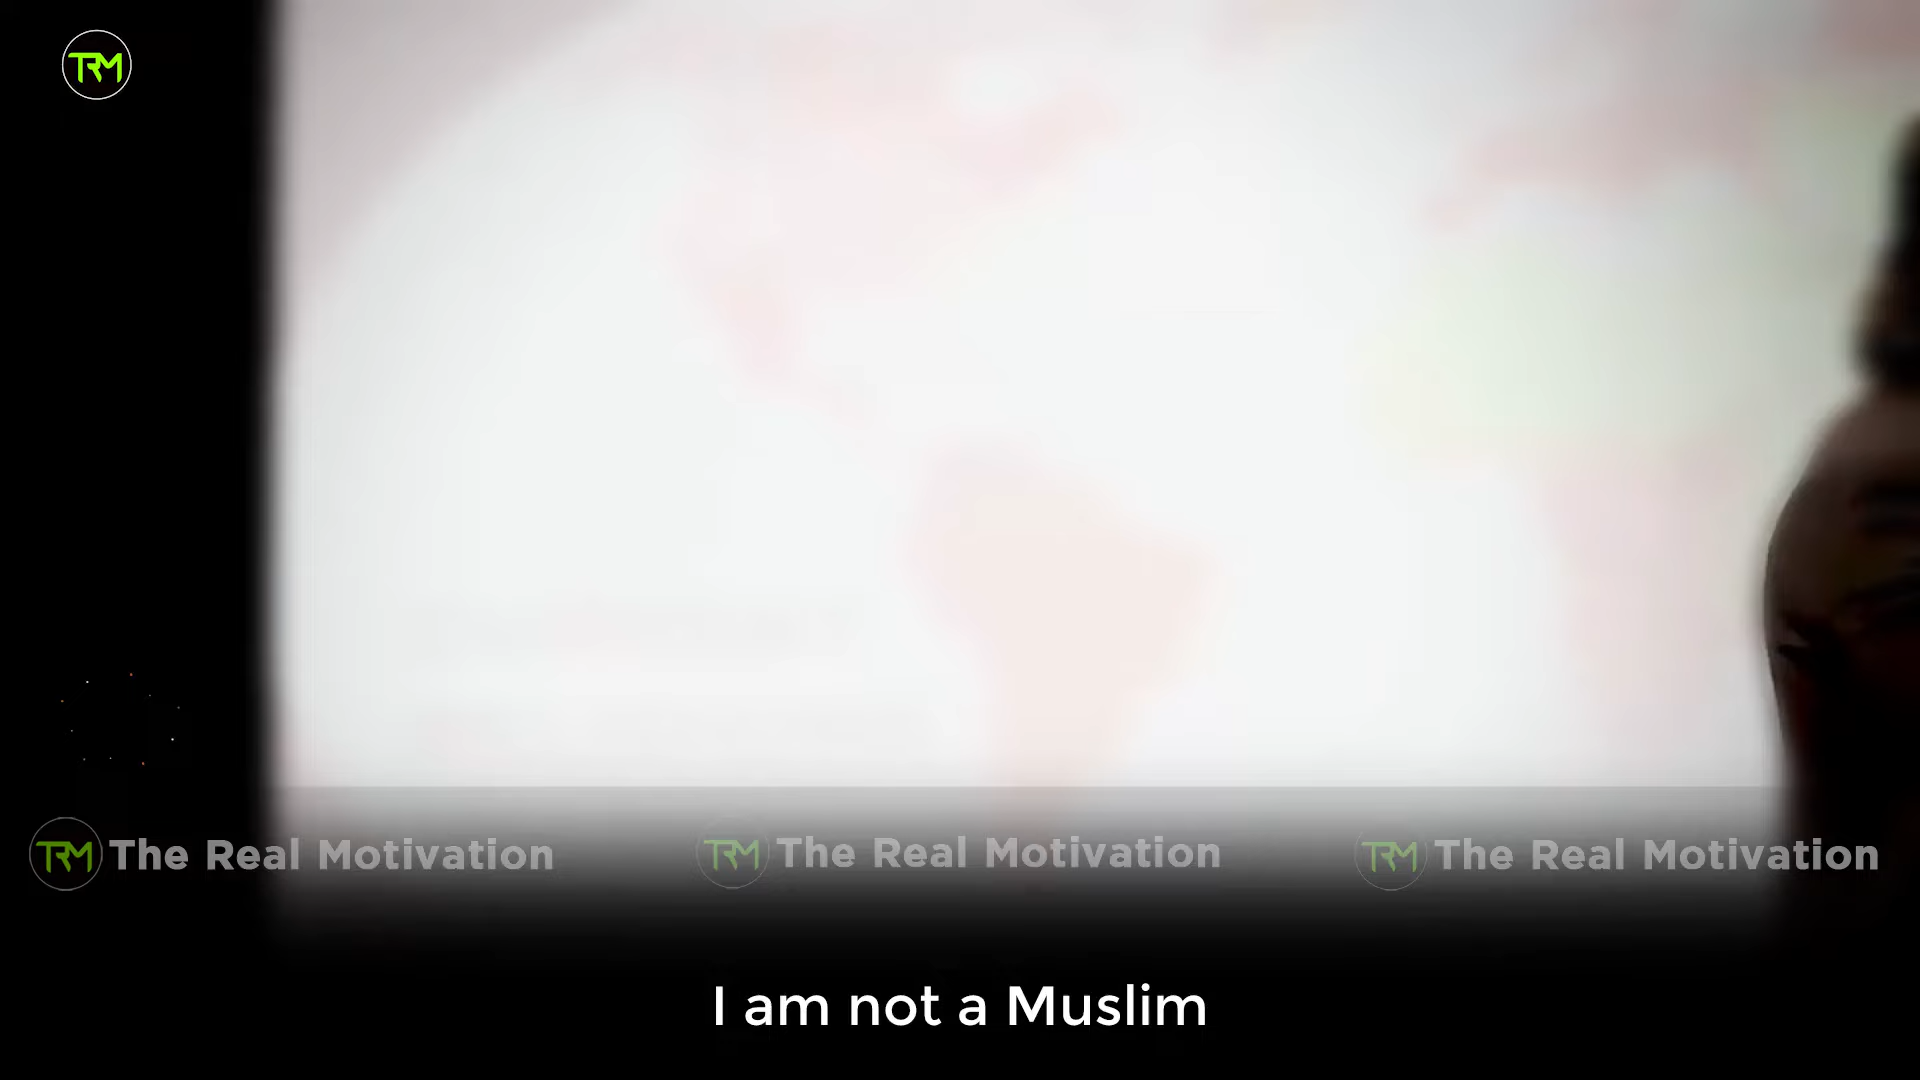 TRM
TRM The Real Motivation
TRM The Real Motivation
TRM The Real Motivation
I am not a Muslim